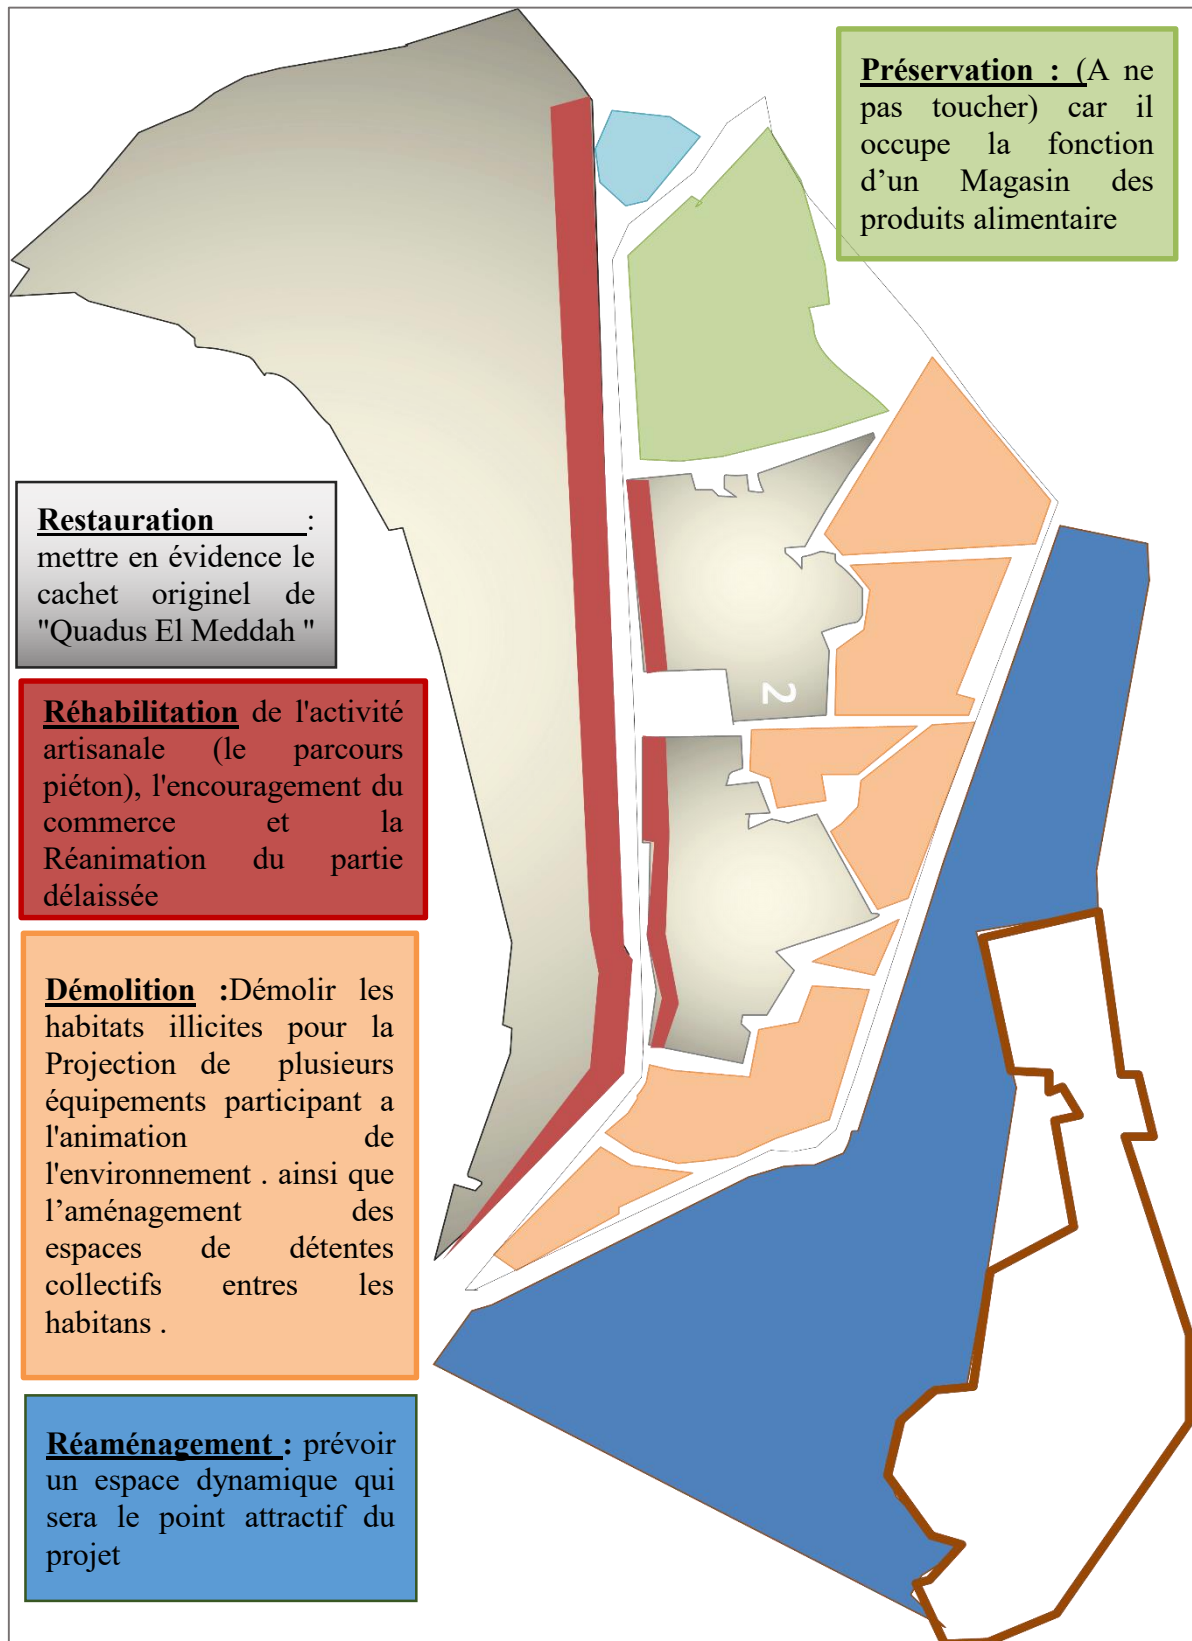 Préservation : (A ne
pas toucher) car il
occupe la fonction
d’un Magasin des
produits alimentaire
Restauration :
mettre en évidence le
cachet originel de
"Quadus El Meddah "
2
Réhabilitation de l'activité
artisanale (le parcours
piéton), l'encouragement du
commerce et la
Réanimation du partie
délaissée
Démolition :Démolir les
habitats illicites pour la
Projection de plusieurs
équipements participant a
l'animation de
l'environnement . ainsi que
l’aménagement des
espaces de détentes
collectifs entres les
habitans .
Réaménagement : prévoir
un espace dynamique qui
sera le point attractif du
projet